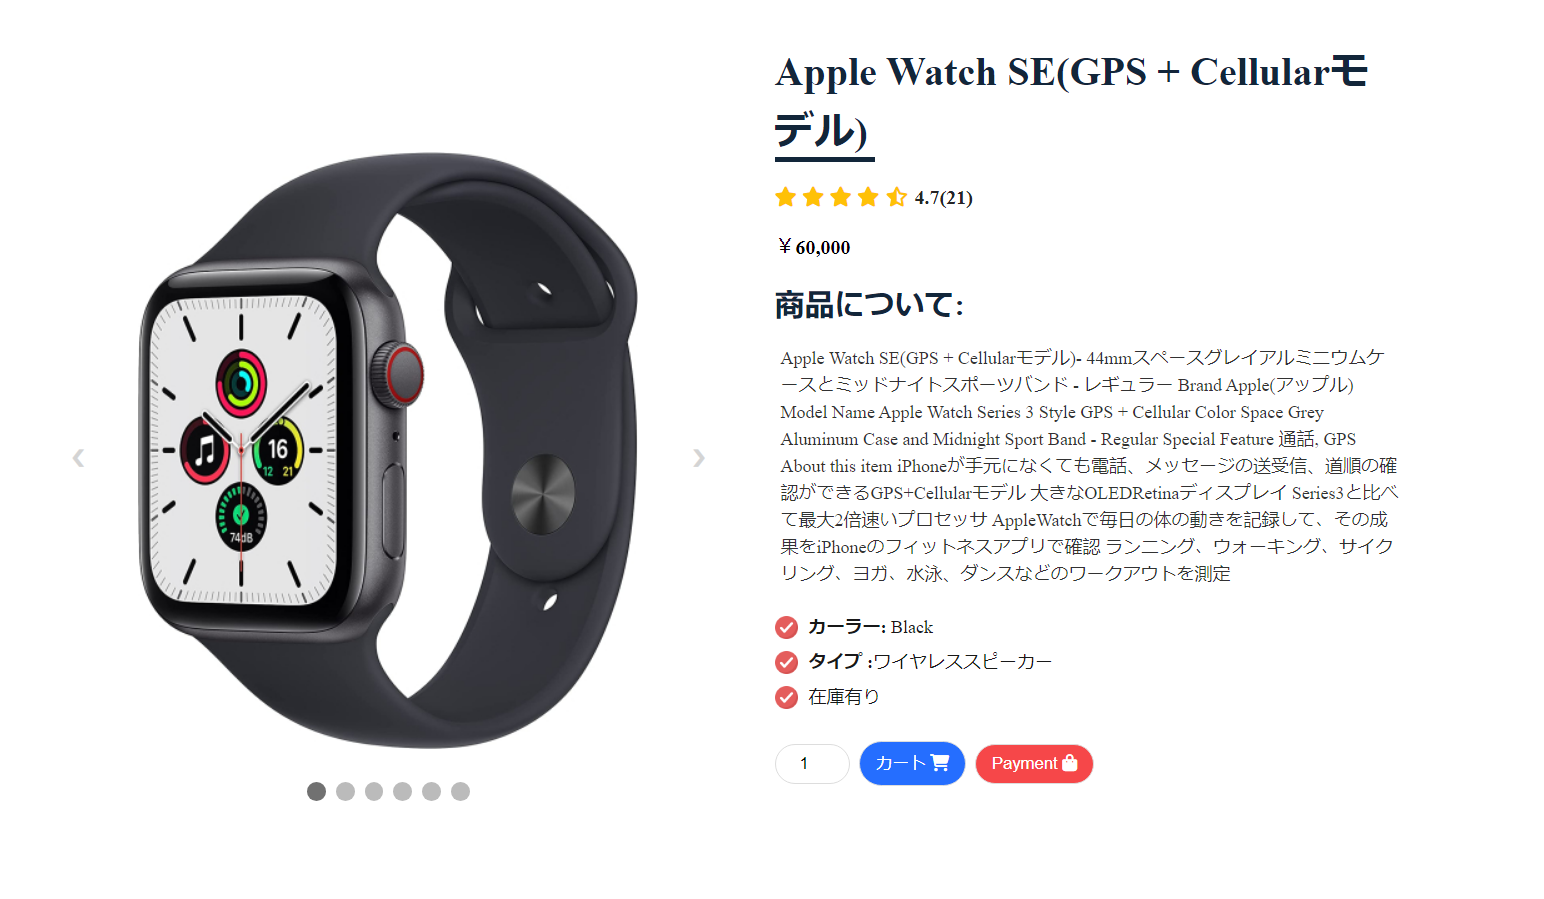 Apple Watch SE(GPS + Cellularモ
デル)
4.7(21)
￥60,000
商品について:
Apple Watch SE(GPS + Cellularモデル)- 44mmスペースグレイアルミニウムケ
ースとミッドナイトスポーツバンド - レギュラー Brand Apple(アップル)
Model Name Apple Watch Series 3 Style GPS + Cellular Color Space Grey
Aluminum Case and Midnight Sport Band - Regular Special Feature 通話, GPS
About this item iPhoneが手元になくても電話、メッセージの送受信、道順の確
認ができるGPS+Cellularモデル 大きなOLEDRetinaディスプレイ Series3と比べ
て最大2倍速いプロセッサ AppleWatchで毎日の体の動きを記録して、その成
果をiPhoneのフィットネスアプリで確認 ランニング、ウォーキング、サイク
リング、ヨガ、水泳、ダンスなどのワークアウトを測定
カーラー: Black
タイプ :ワイヤレススピーカー
在庫有り
1
カート
Payment
16
12 21
74dB